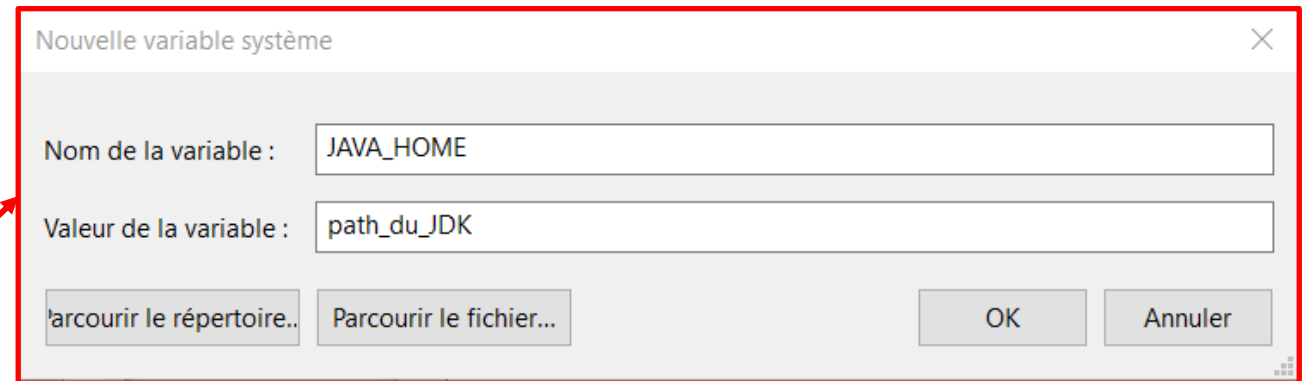 Nouvelle variable système
Nom de la variable : JAVA_HOME
Valeur de la variable : path_du_JDK
Parcourir le répertoire.. Parcourir le fichier... OK Annuler